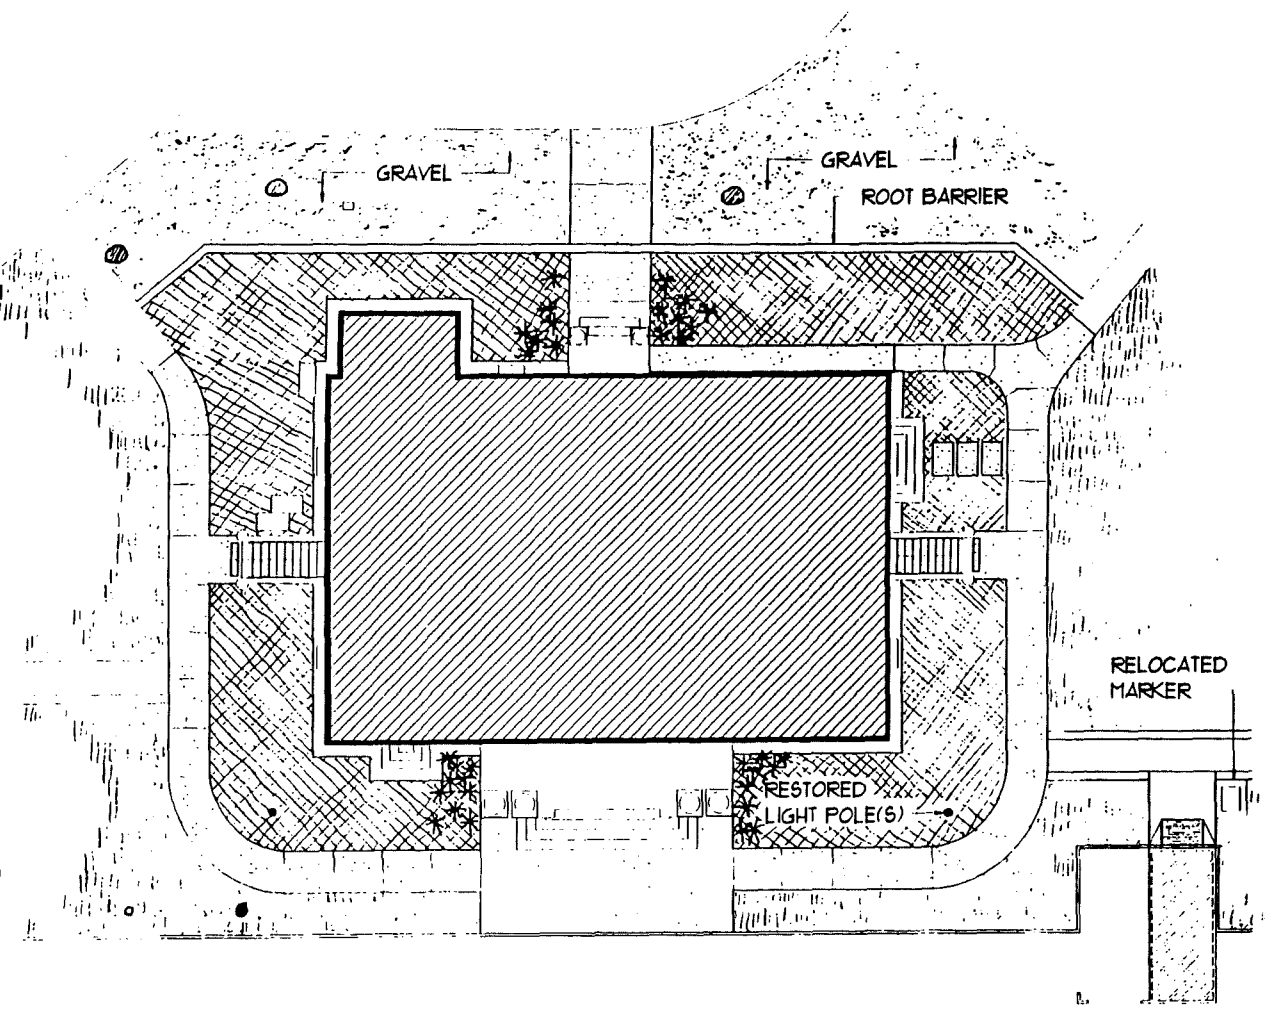 GRAVEL
GRAVEL
ROOT BARRIER
RELOCATED
MARKER
RESTORED
LIGHT POLE(S)